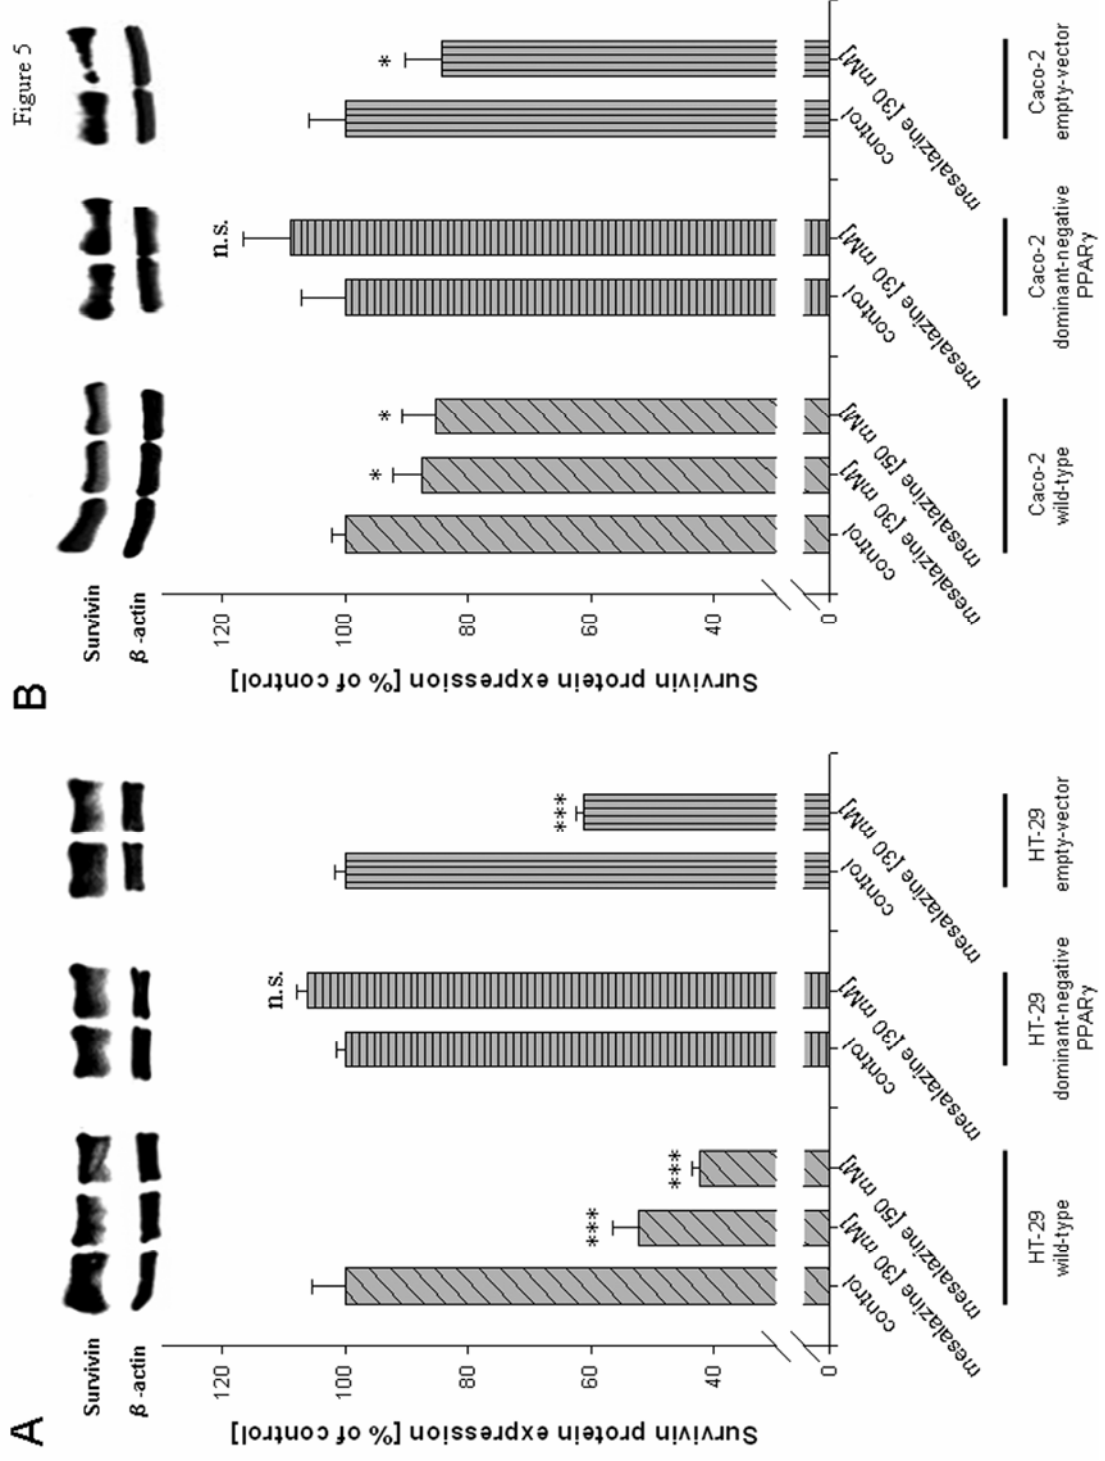 Figure 5
A
Survivin
β-actin
Survivin protein expression [% of control]
120
100
80
60
40
0
control
mesalazine [30 mM]
mesalazine [50 mM]
control
mesalazine [30 mM]
control
mesalazine [30 mM]
***
***
n.s.
***
HT-29
wild-type
HT-29
dominant-negative
PPARγ
HT-29
empty-vector
B
Survivin
β-actin
Survivin protein expression [% of control]
120
100
80
60
40
0
control
mesalazine [30 mM]
mesalazine [50 mM]
control
mesalazine [30 mM]
control
mesalazine [30 mM]
*
*
n.s.
*
Caco-2
wild-type
Caco-2
dominant-negative
PPARγ
Caco-2
empty-vector